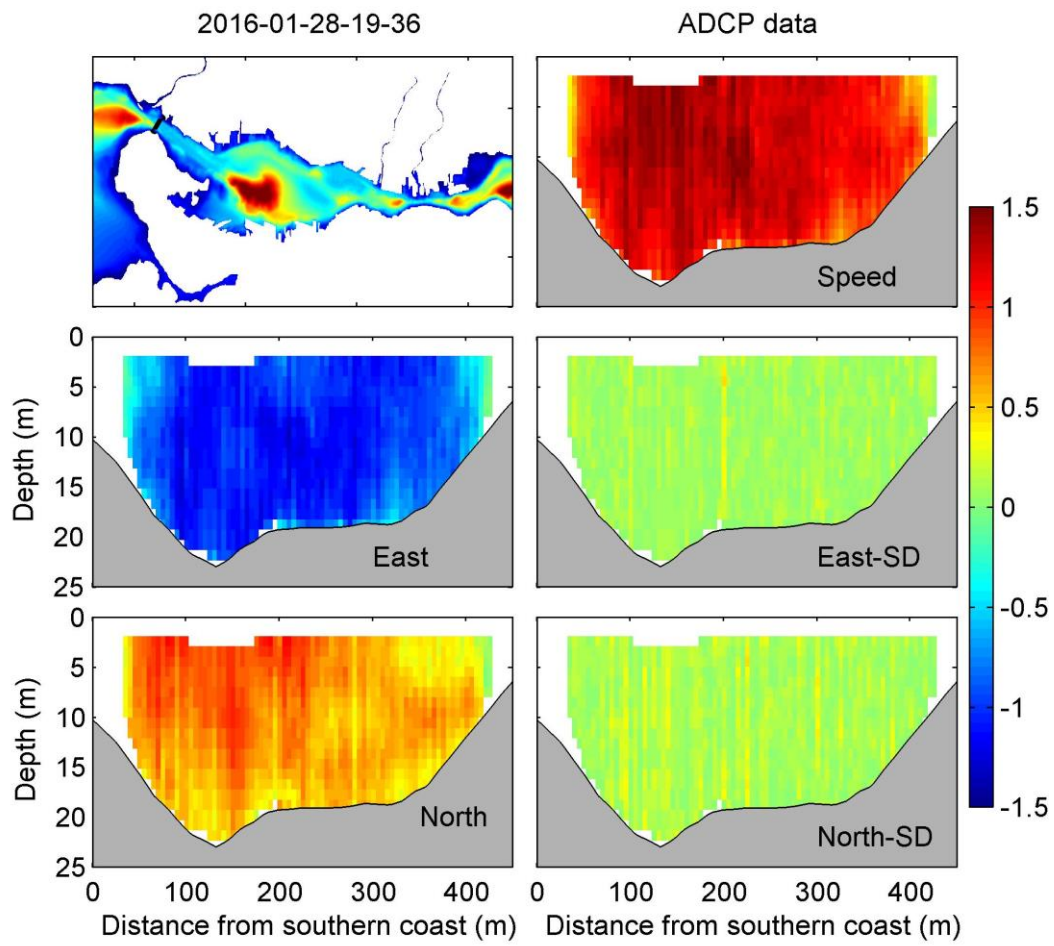 2016-01-28-19-36
ADCP data
Speed
1.5
1
0.5
0
-0.5
-1
-1.5
0
5
10
15
20
25
Depth (m)
East
East-SD
0
5
10
15
20
25
Depth (m)
North
North-SD
0 100 200 300 400
0 100 200 300 400
Distance from southern coast (m)
Distance from southern coast (m)